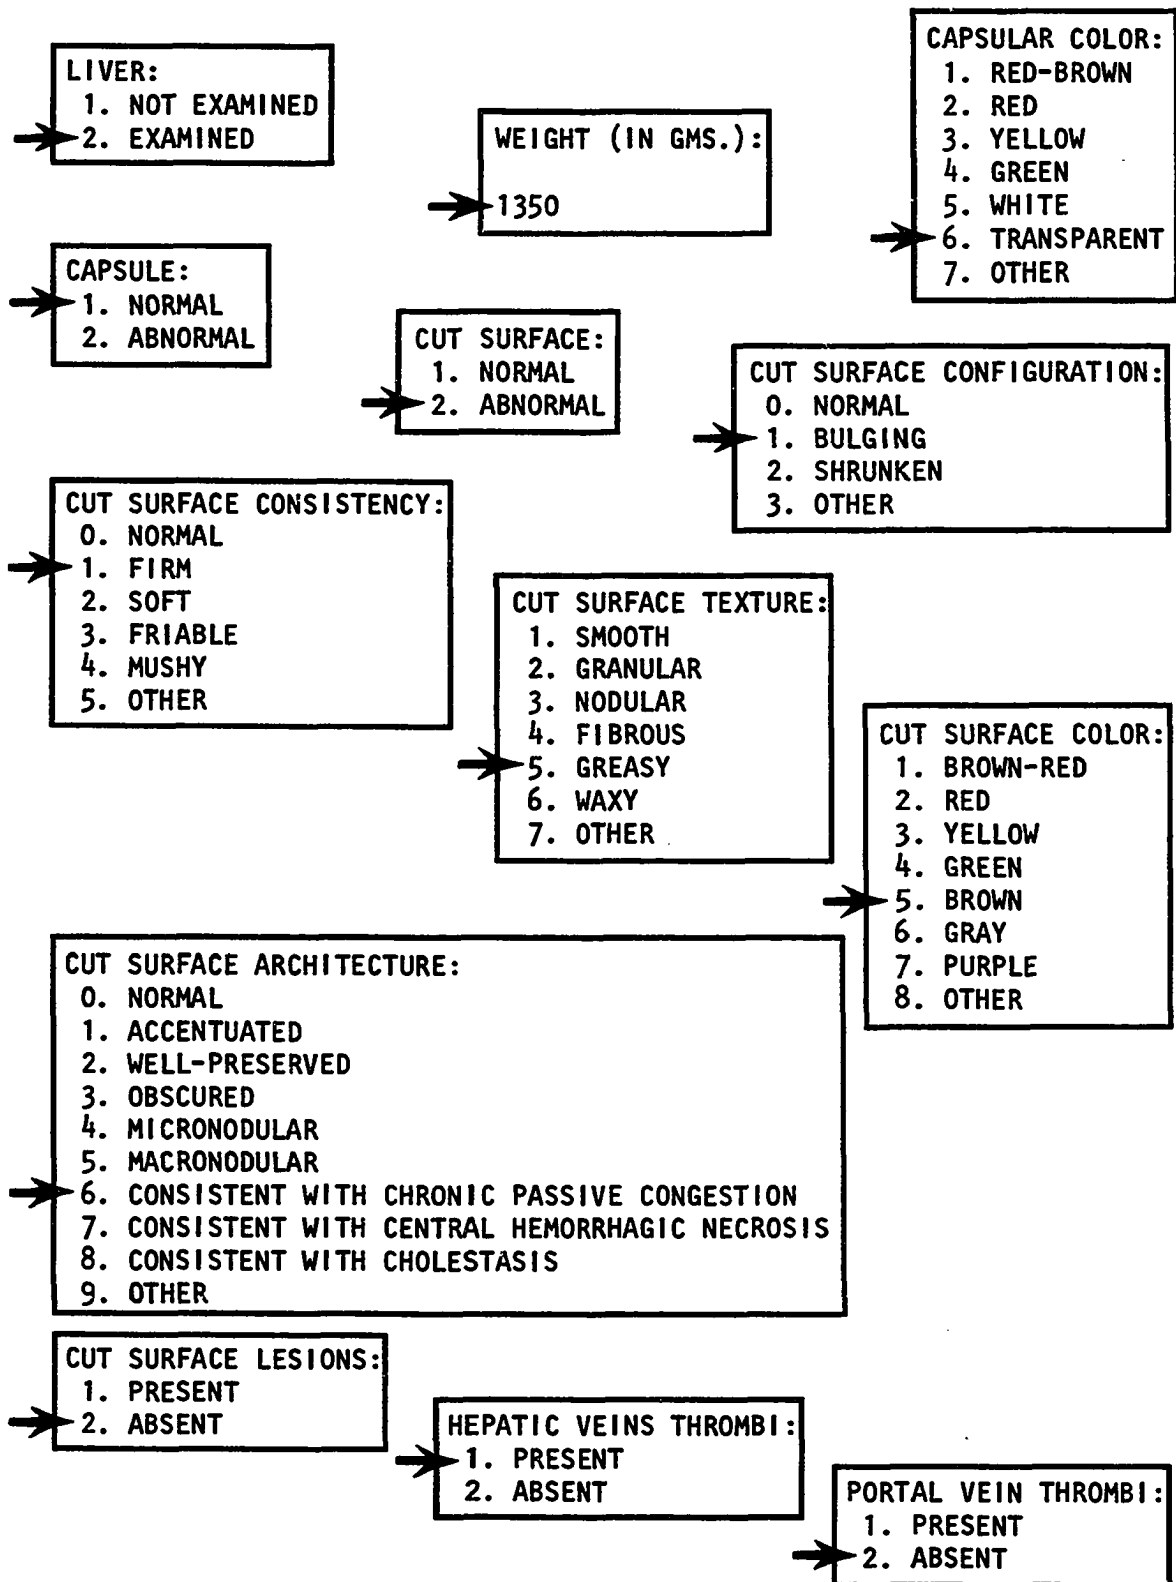 LIVER:
1. NOT EXAMINED
2. EXAMINED
WEIGHT (IN GMS.):
1350
CAPSULAR COLOR:
1. RED-BROWN
2. RED
3. YELLOW
4. GREEN
5. WHITE
6. TRANSPARENT
7. OTHER
CAPSULE:
1. NORMAL
2. ABNORMAL
CUT SURFACE:
1. NORMAL
2. ABNORMAL
CUT SURFACE CONFIGURATION:
0. NORMAL
1. BULGING
2. SHRUNKEN
3. OTHER
CUT SURFACE CONSISTENCY:
0. NORMAL
1. FIRM
2. SOFT
3. FRIABLE
4. MUSHY
5. OTHER
CUT SURFACE TEXTURE:
1. SMOOTH
2. GRANULAR
3. NODULAR
4. FIBROUS
5. GREASY
6. WAXY
7. OTHER
CUT SURFACE COLOR:
1. BROWN-RED
2. RED
3. YELLOW
4. GREEN
5. BROWN
6. GRAY
7. PURPLE
8. OTHER
CUT SURFACE ARCHITECTURE:
0. NORMAL
1. ACCENTUATED
2. WELL-PRESERVED
3. OBSCURED
4. MICRONODULAR
5. MACRONODULAR
6. CONSISTENT WITH CHRONIC PASSIVE CONGESTION
7. CONSISTENT WITH CENTRAL HEMORRHAGIC NECROSIS
8. CONSISTENT WITH CHOLESTASIS
9. OTHER
CUT SURFACE LESIONS:
1. PRESENT
2. ABSENT
HEPATIC VEINS THROMBI:
1. PRESENT
2. ABSENT
PORTAL VEIN THROMBI:
1. PRESENT
2. ABSENT